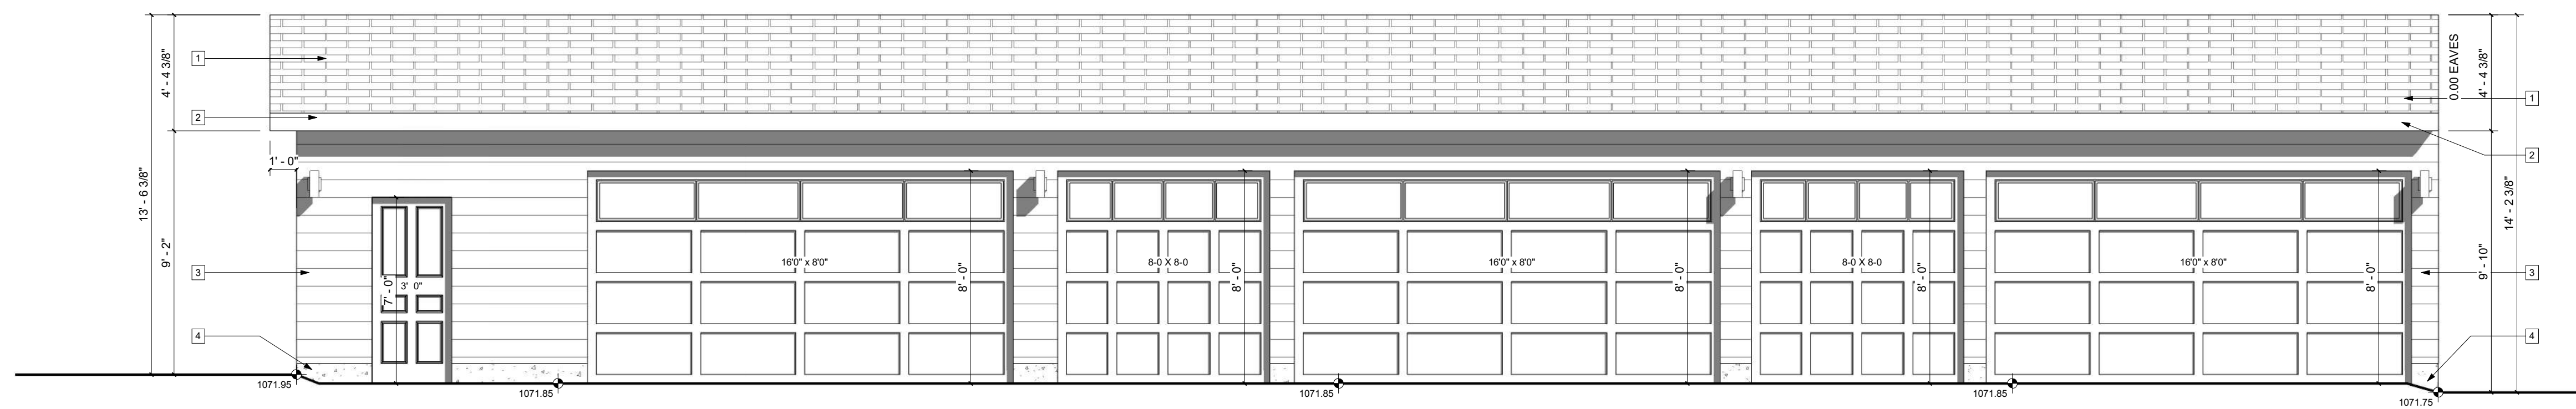 13' - 6 3/8"
4' - 4 3/8"
9' - 2"
1
2
3
4
1' - 0"
1071.95
7' - 0"
3' 0"
1071.85
16'0" x 8'0"
8' - 0"
8-0 X 8-0
8' - 0"
1071.85
16'0" x 8'0"
8' - 0"
8-0 X 8-0
8' - 0"
1071.85
16'0" x 8'0"
8' - 0"
1071.75
0.00 EAVES
4' - 4 3/8"
9' - 10"
14' - 2 3/8"
1
2
3
4